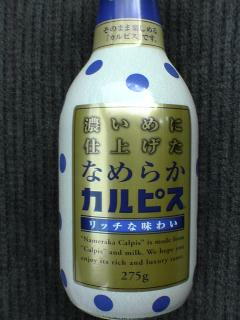 そのまま楽しめる
「カルピス」です
濃いめに
仕上げた
なめらか
カルピス
リッチな味わい
"Nameraka Calpis" is made from
"Calpis" and milk. We hope you
enjoy its rich and luxury taste.
275g